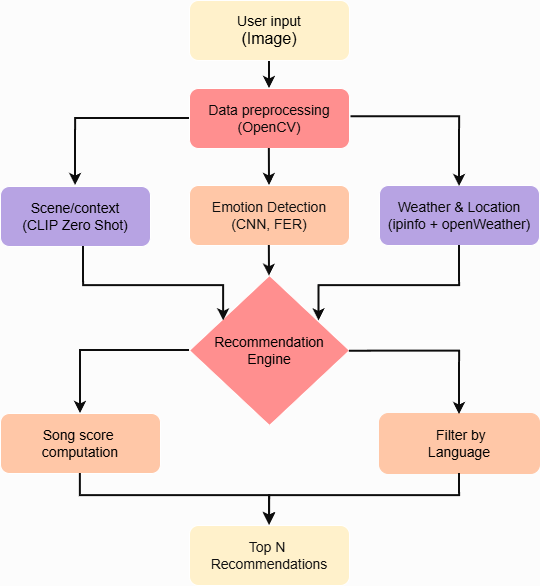 User input
(Image)
Data preprocessing
(OpenCV)
Scene/context
(CLIP Zero Shot)
Emotion Detection
(CNN, FER)
Weather & Location
(ipinfo + openWeather)
Recommendation
Engine
Song score
computation
Filter by
Language
Top N
Recommendations